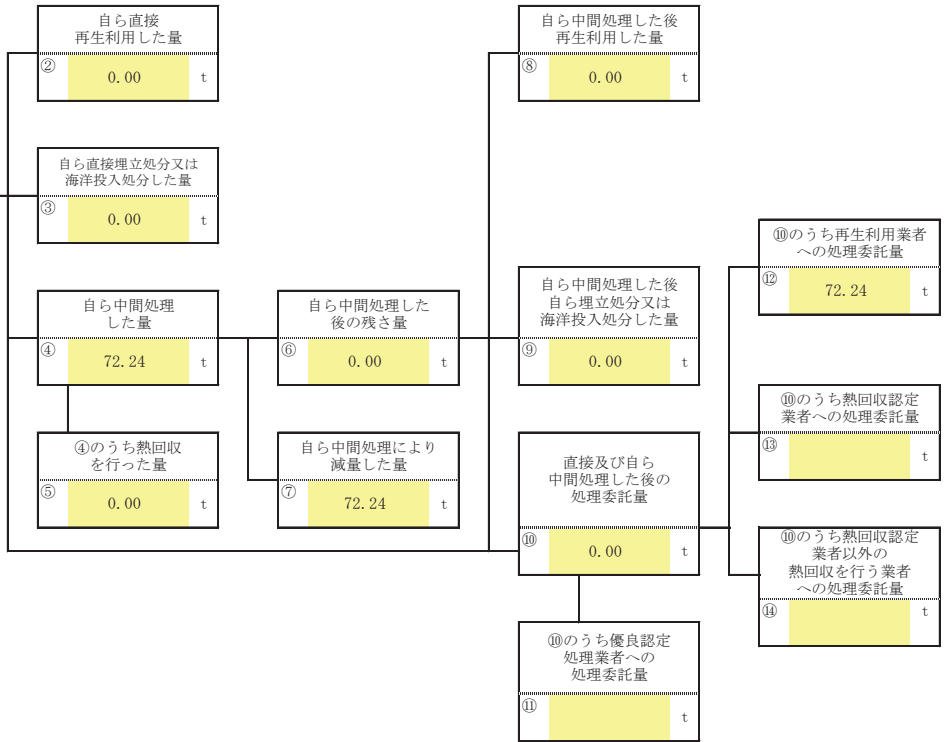 自ら直接
再生利用した量
②
0.00 t
自ら直接埋立処分又は
海洋投入処分した量
③
0.00 t
自ら中間処理
した量
④
72.24 t
④のうち熱回収
を行った量
⑤
0.00 t
自ら中間処理した
後の残さ量
⑥
0.00 t
自ら中間処理により
減量した量
⑦
72.24 t
自ら中間処理した後
再生利用した量
⑧
0.00 t
自ら中間処理した後
自ら埋立処分又は
海洋投入処分した量
⑨
0.00 t
直接及び自ら
中間処理した後の
処理委託量
⑩
0.00 t
⑩のうち優良認定
処理業者への
処理委託量
⑪
t
⑩のうち再生利用業者
への処理委託量
⑫
72.24 t
⑩のうち熱回収認定
業者への処理委託量
⑬
t
⑩のうち熱回収認定
業者以外の
熱回収を行う業者
への処理委託量
⑭
t